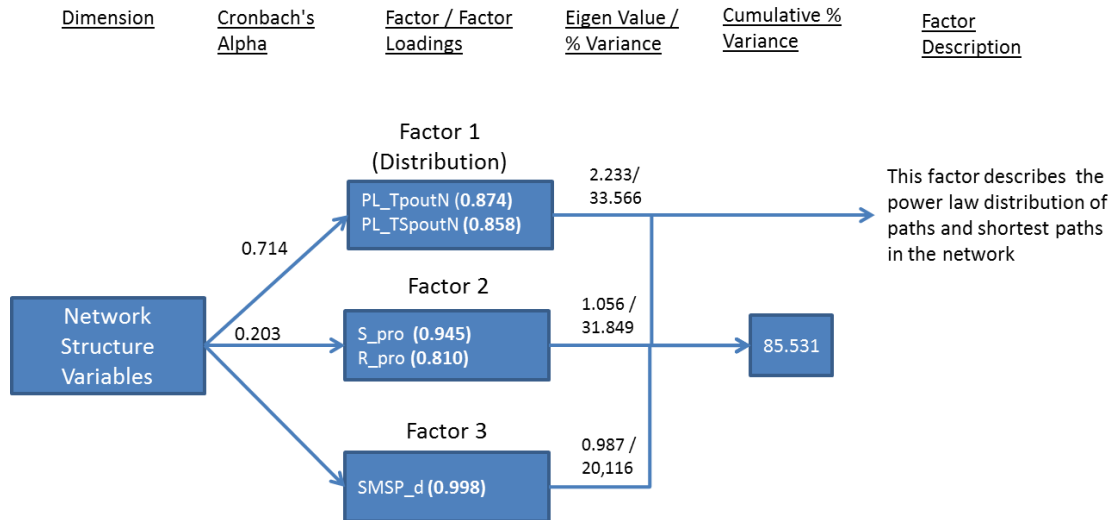 Dimension
Cronbach's
Alpha
Factor / Factor
Loadings
Eigen Value /
% Variance
Cumulative %
Variance
Factor
Description
Factor 1
(Distribution)
PL_TpoutN (0.874)
PL_TSpoutN (0.858)
2.233/
33.566
This factor describes the
power law distribution of
paths and shortest paths
in the network
0.714
Network
Structure
Variables
0.203
Factor 2
S_pro (0.945)
R_pro (0.810)
1.056 /
31.849
85.531
Factor 3
SMSP_d (0.998)
0.987 /
20,116